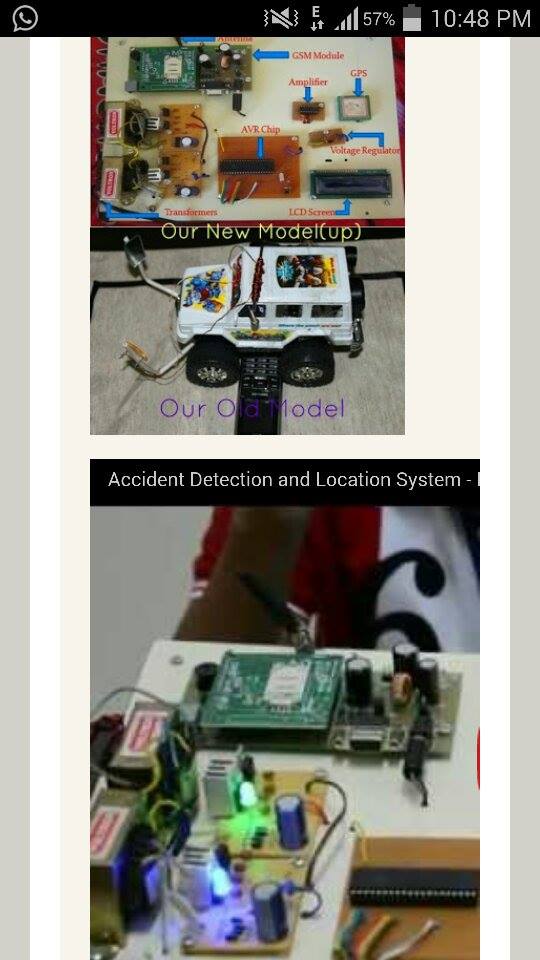 E 57% 10:48 PM
Antenna
GSM Module
Amplifier
GPS
AVR Chip
Voltage Regulator
Transformers
LCD Screen
Our New Model(up)
Our Old Model
Accident Detection and Location System -